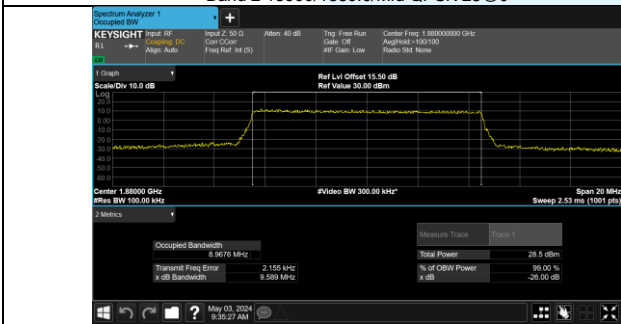 Spectrum Analyzer 1
Occupied BW
+
KEYSIGHT Input: RF Input Z: 50 Ω Atten: 40 dB Trig: Free Run Center Freq: 1.880000000 GHz
R L Coupling: DC Corr CCorr Gate: Off Avg|Hold:>100/100
Align: Auto Freq Ref: Int (S) #IF Gain: Low Radio Std: None
1 Graph Ref Lvl Offset 15.50 dB
Scale/Div 10.0 dB Ref Value 30.00 dBm
Log
20.0
10.0
0.00
-10.0
-20.0
-30.0
-40.0
-50.0
-60.0
Center 1.88000 GHz #Video BW 300.00 kHz* Span 20 MHz
#Res BW 100.00 kHz Sweep 2.53 ms (1001 pts)
2 Metrics
Measure Trace Trace 1
Occupied Bandwidth
8.9676 MHz Total Power 28.5 dBm
Transmit Freq Error 2.155 kHz % of OBW Power 99.00 %
x dB Bandwidth 9.589 MHz x dB -26.00 dB
? May 03, 2024
9:35:27 AM